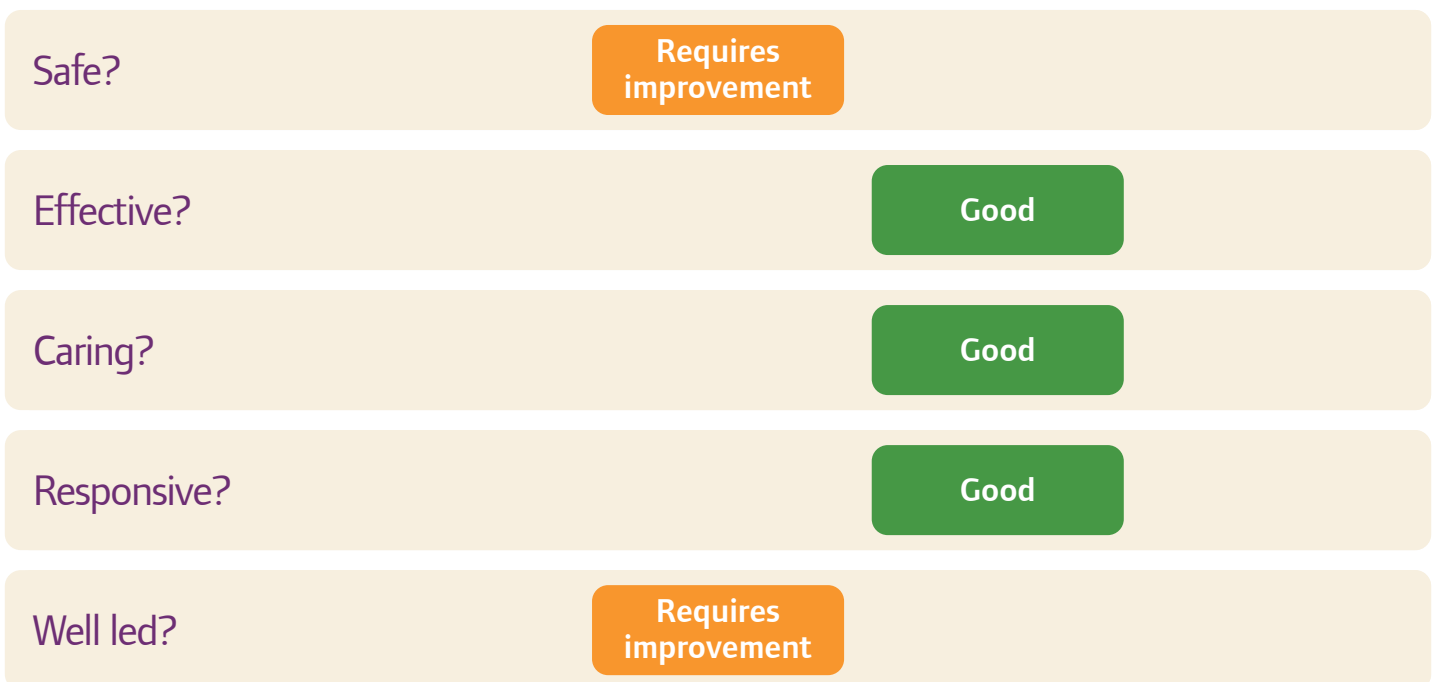 Safe?
Requires
improvement
Effective?
Good
Caring?
Good
Responsive?
Good
Well led?
Requires
improvement